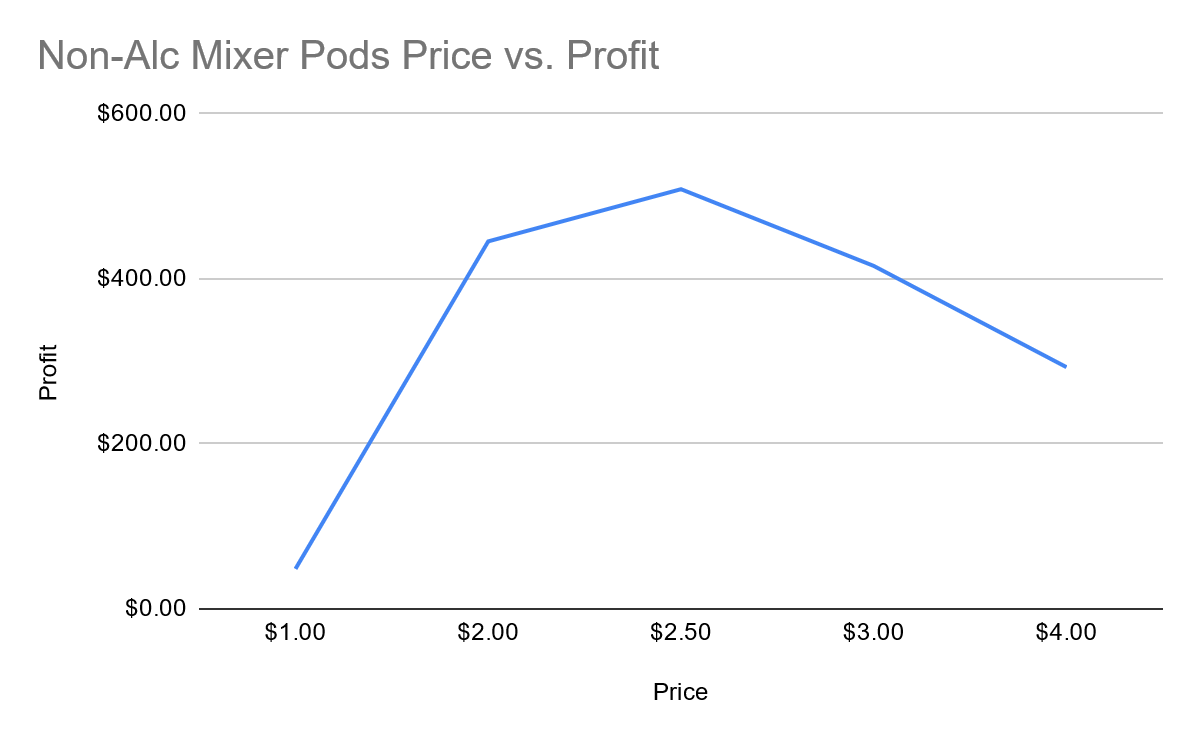 Non-Alc Mixer Pods Price vs. Profit
$600.00
$400.00
$200.00
$0.00
Profit
$1.00 $2.00 $2.50 $3.00 $4.00
Price